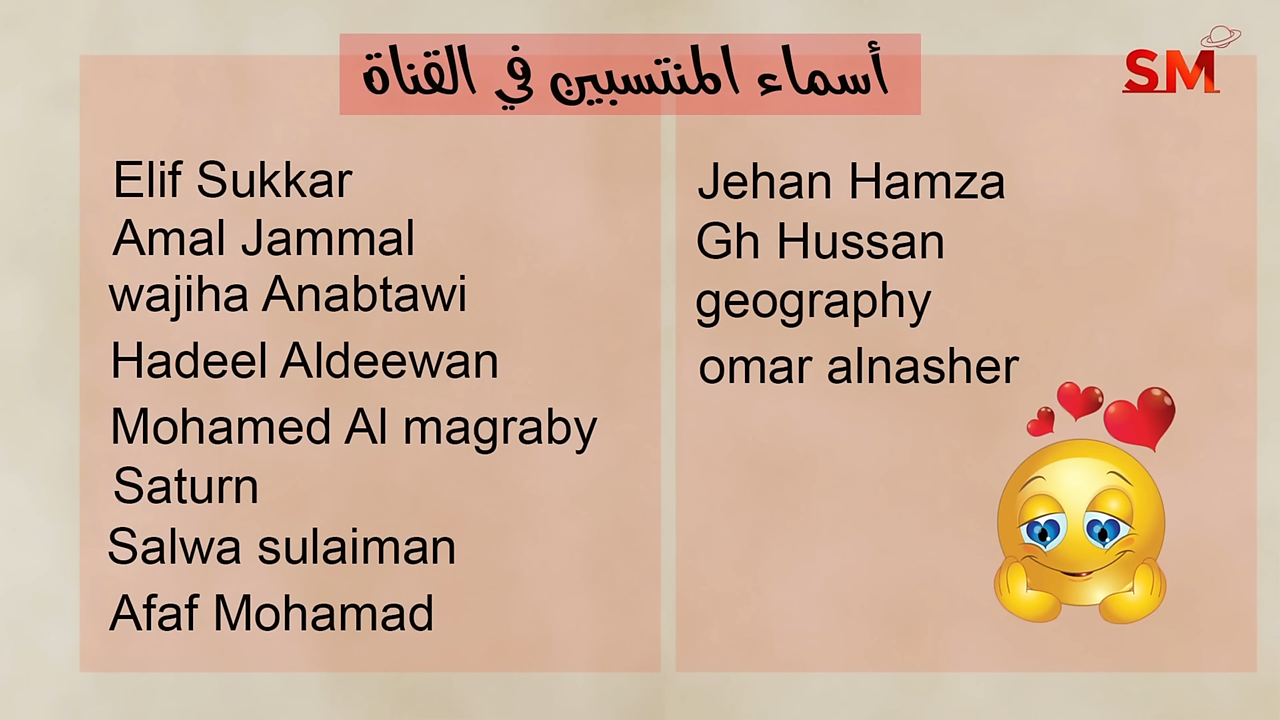 أسماء المنتسبين في القناة
SM
Elif Sukkar
Amal Jammal
wajiha Anabtawi
Hadeel Aldeewan
Mohamed Al magraby
Saturn
Salwa sulaiman
Afaf Mohamad
Jehan Hamza
Gh Hussan
geography
omar alnasher